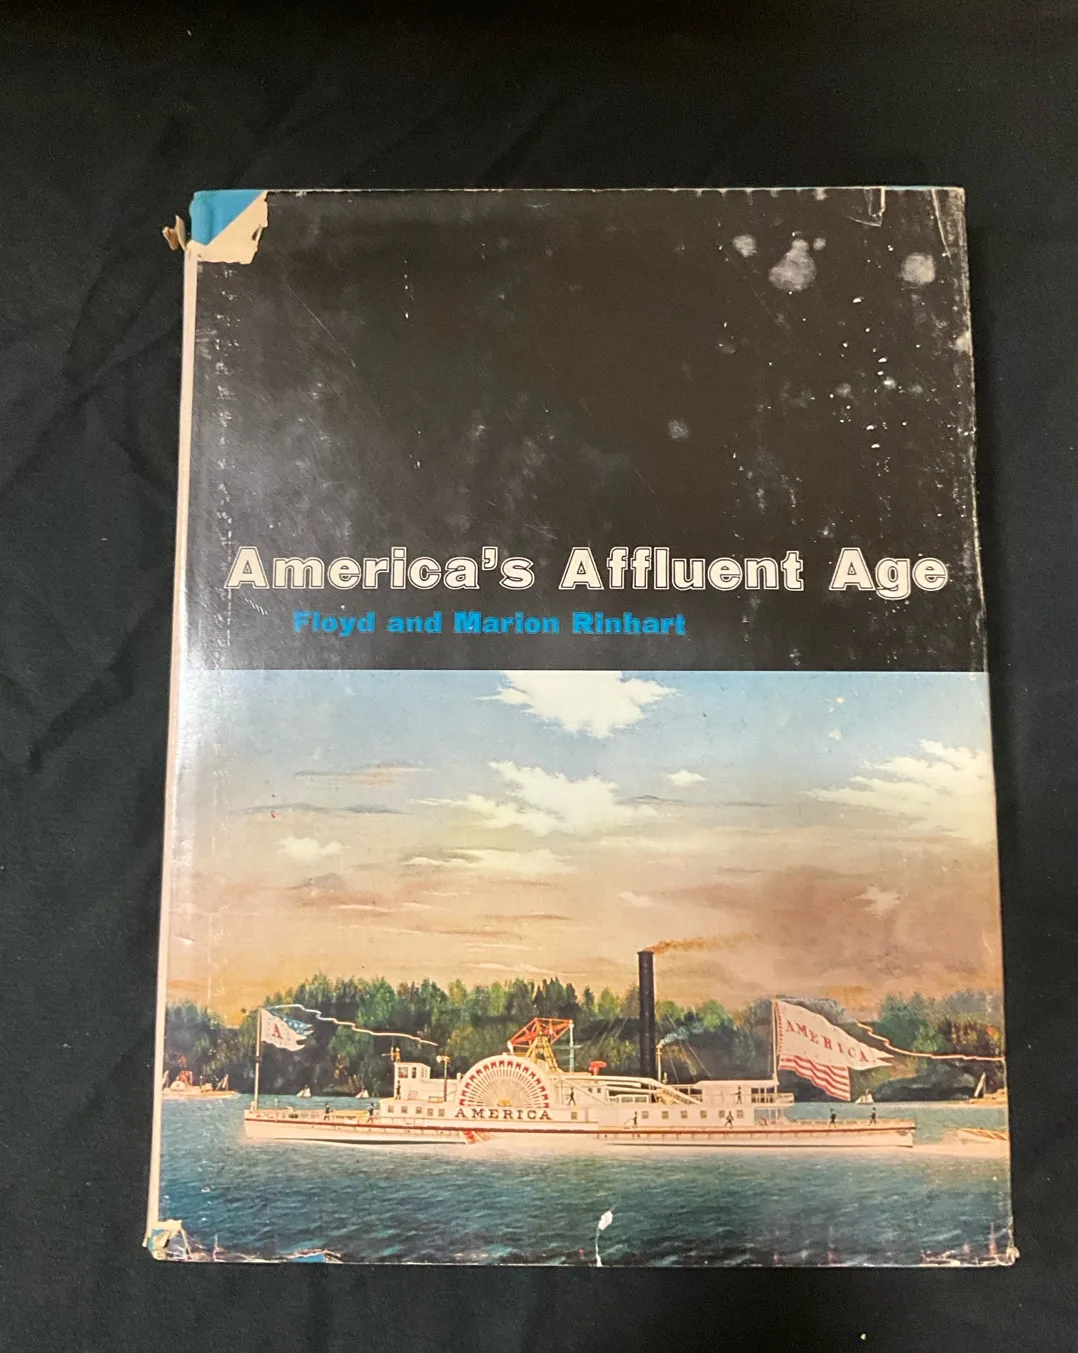 America's Affluent Age
Floyd and Marion Rinhart
A
AMERICA
AMERICA